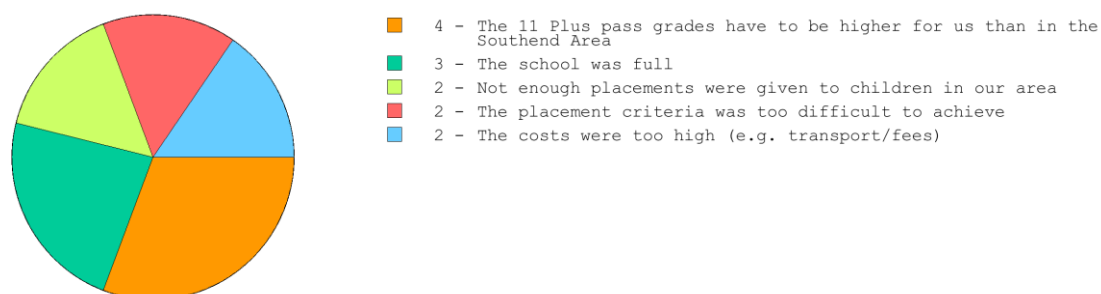 4 - The 11 Plus pass grades have to be higher for us than in the
Southend Area
3 - The school was full
2 - Not enough placements were given to children in our area
2 - The placement criteria was too difficult to achieve
2 - The costs were too high (e.g. transport/fees)